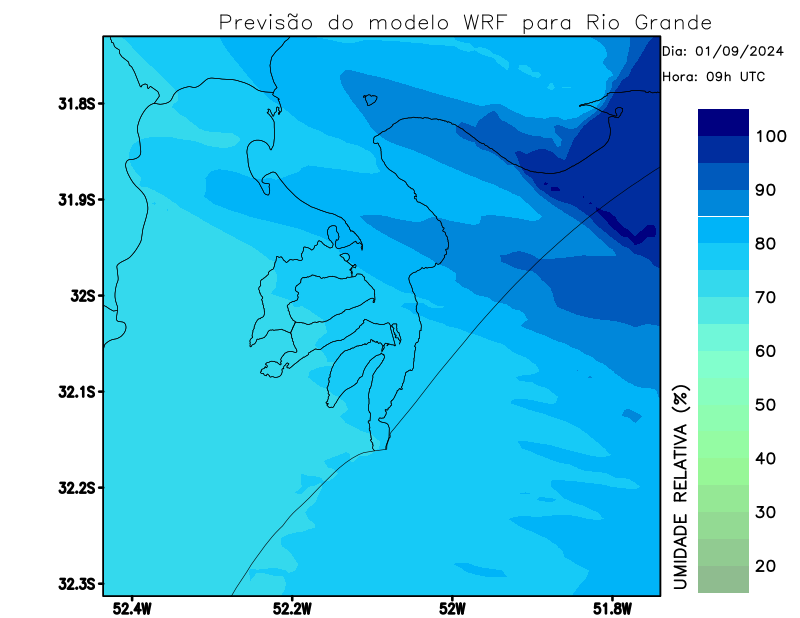 Previsão do modelo WRF para Rio Grande
Dia: 01/09/2024
Hora: 09h UTC
31.8S
31.9S
32S
32.1S
32.2S
32.3S
52.4W
52.2W
52W
51.8W
UMIDADE RELATIVA (%)
100
90
80
70
60
50
40
30
20